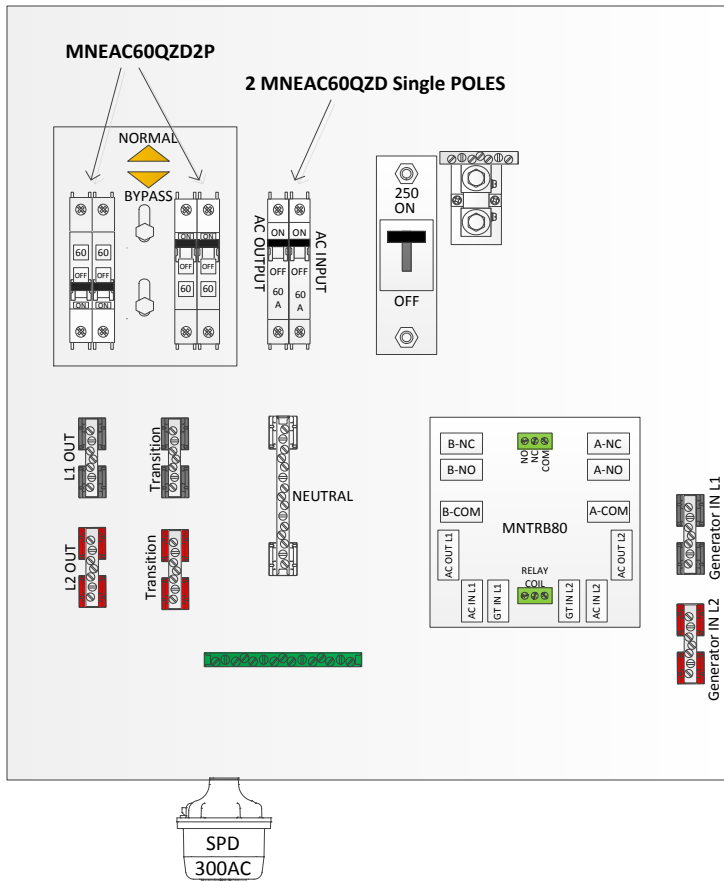 MNEAC60QZD2P
2 MNEAC60QZD Single POLES
NORMAL
BYPASS
60
60
OFF
OFF
ON
ON
ON
ON
OFF
OFF
60
60
AC OUTPUT
ON
ON
OFF
OFF
60
A
60
A
AC INPUT
250
ON
OFF
L1 OUT
Transition
L2 OUT
Transition
NEUTRAL
B-NC
B-NO
B-COM
NO
NC
COM
A-NC
A-NO
A-COM
MNTRB80
AC OUT L1
AC IN L1
GT IN L1
RELAY
COIL
GT IN L2
AC IN L2
AC OUT L2
Generator IN L1
Generator IN L2
SPD
300AC